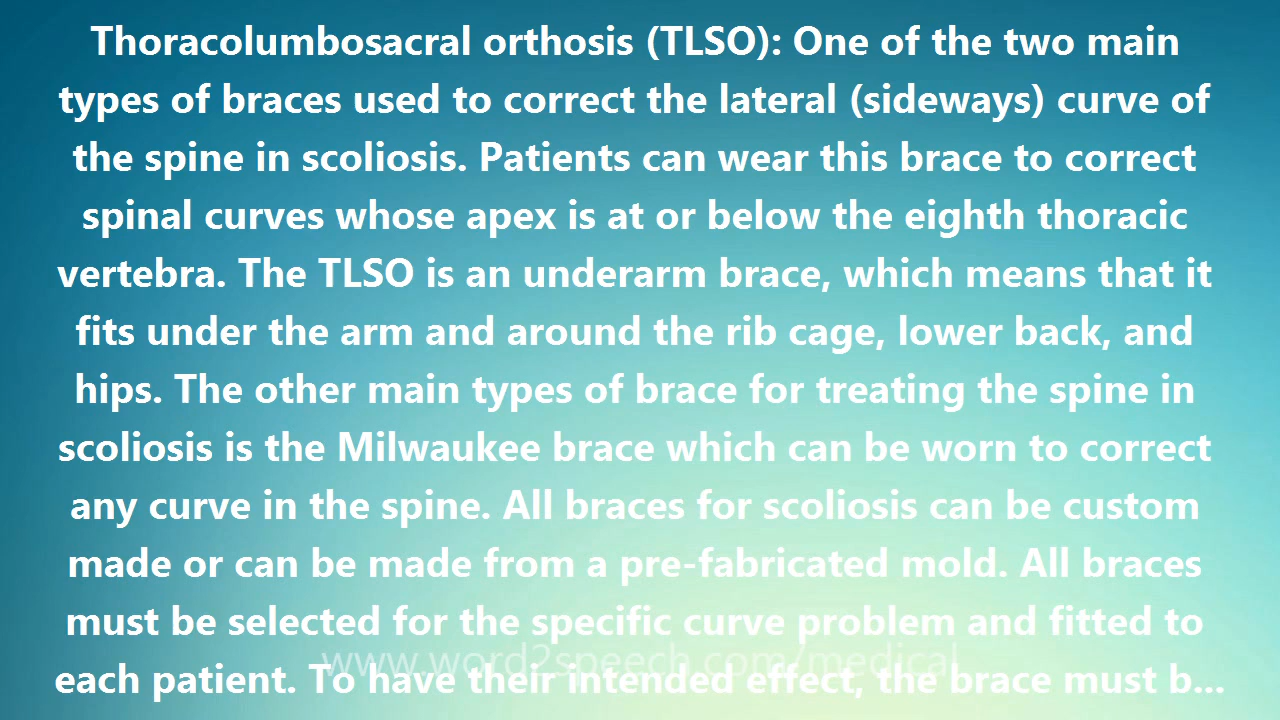 Thoracolumbosacral orthosis (TLSO): One of the two main
types of braces used to correct the lateral (sideways) curve of
the spine in scoliosis. Patients can wear this brace to correct
spinal curves whose apex is at or below the eighth thoracic
vertebra. The TLSO is an underarm brace, which means that it
fits under the arm and around the rib cage, lower back, and
hips. The other main types of brace for treating the spine in
scoliosis is the Milwaukee brace which can be worn to correct
any curve in the spine. All braces for scoliosis can be custom
made or can be made from a pre-fabricated mold. All braces
must be selected for the specific curve problem and fitted to
www.word2speech.com/medical
each patient. To have their intended effect, the brace must b...